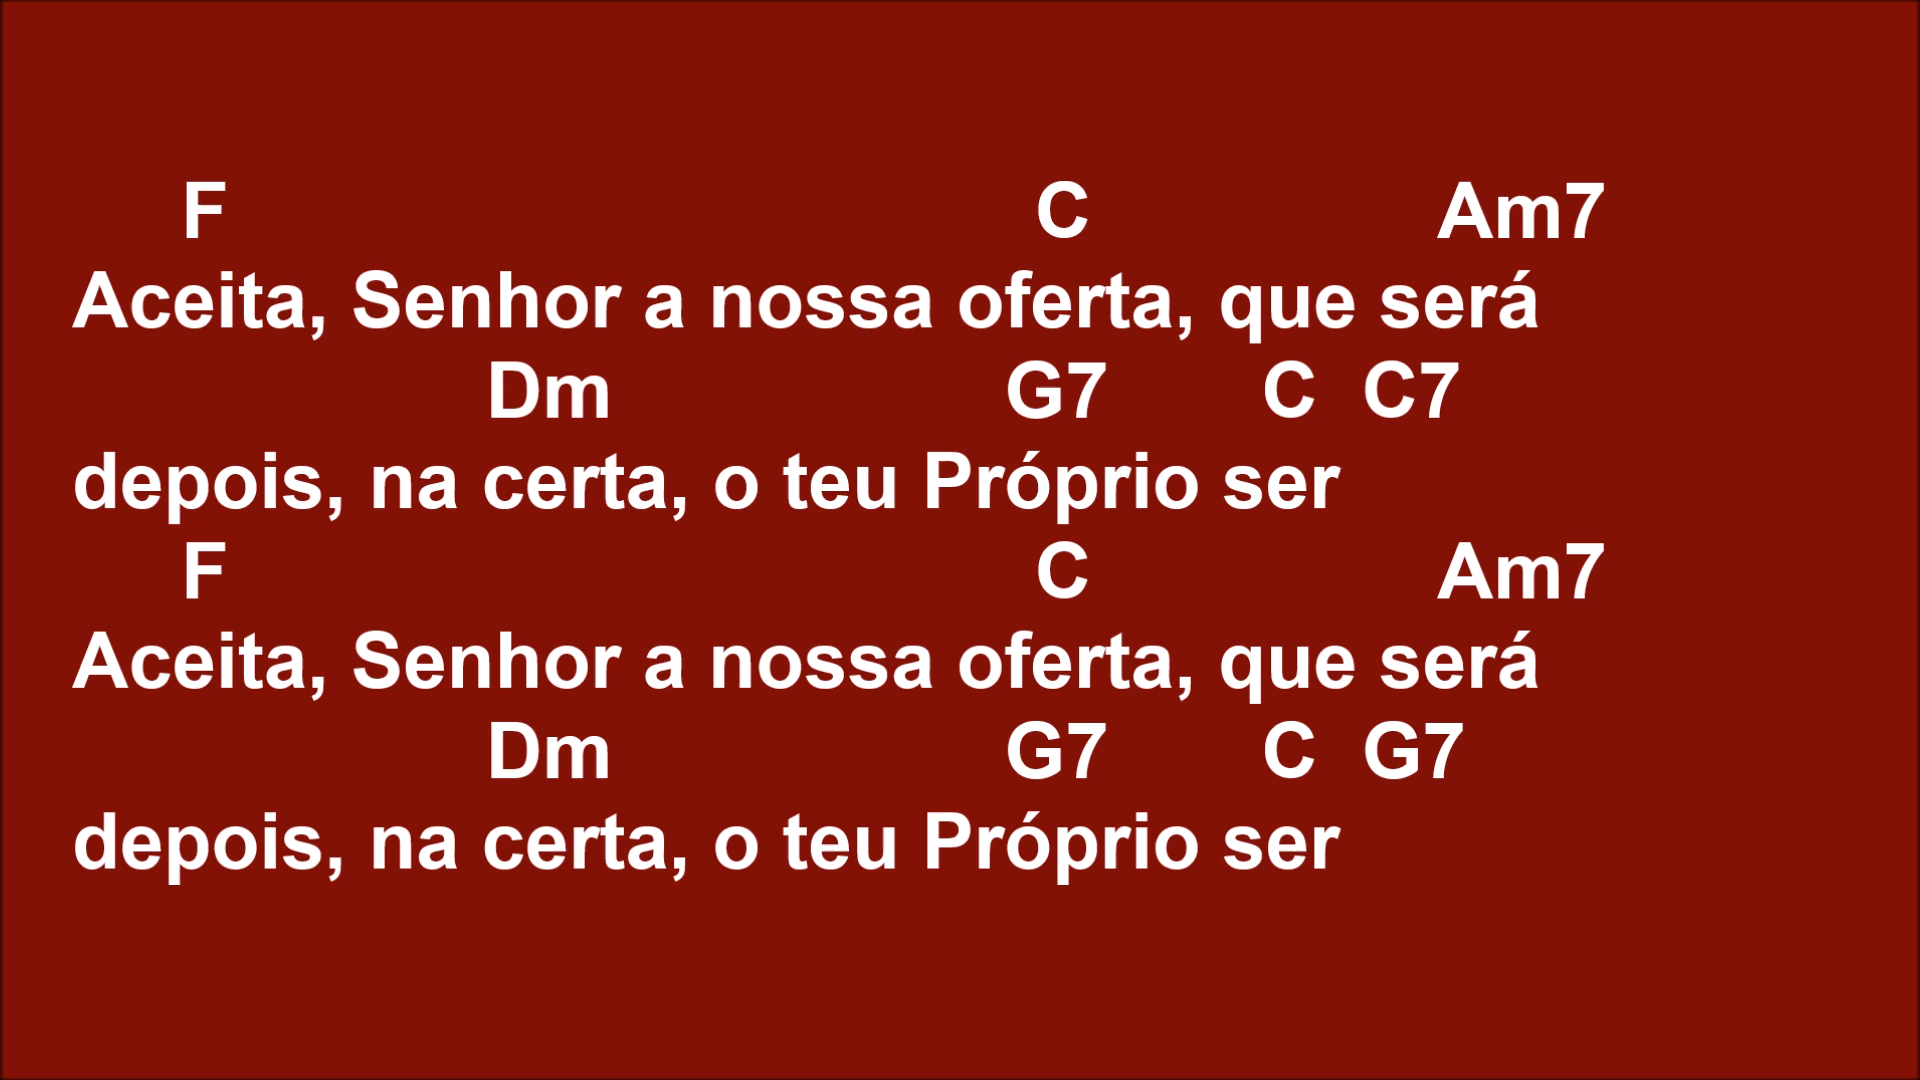 F C Am7
Aceita, Senhor a nossa oferta, que será
Dm G7 C C7
depois, na certa, o teu Próprio ser
F C Am7
Aceita, Senhor a nossa oferta, que será
Dm G7 C G7
depois, na certa, o teu Próprio ser